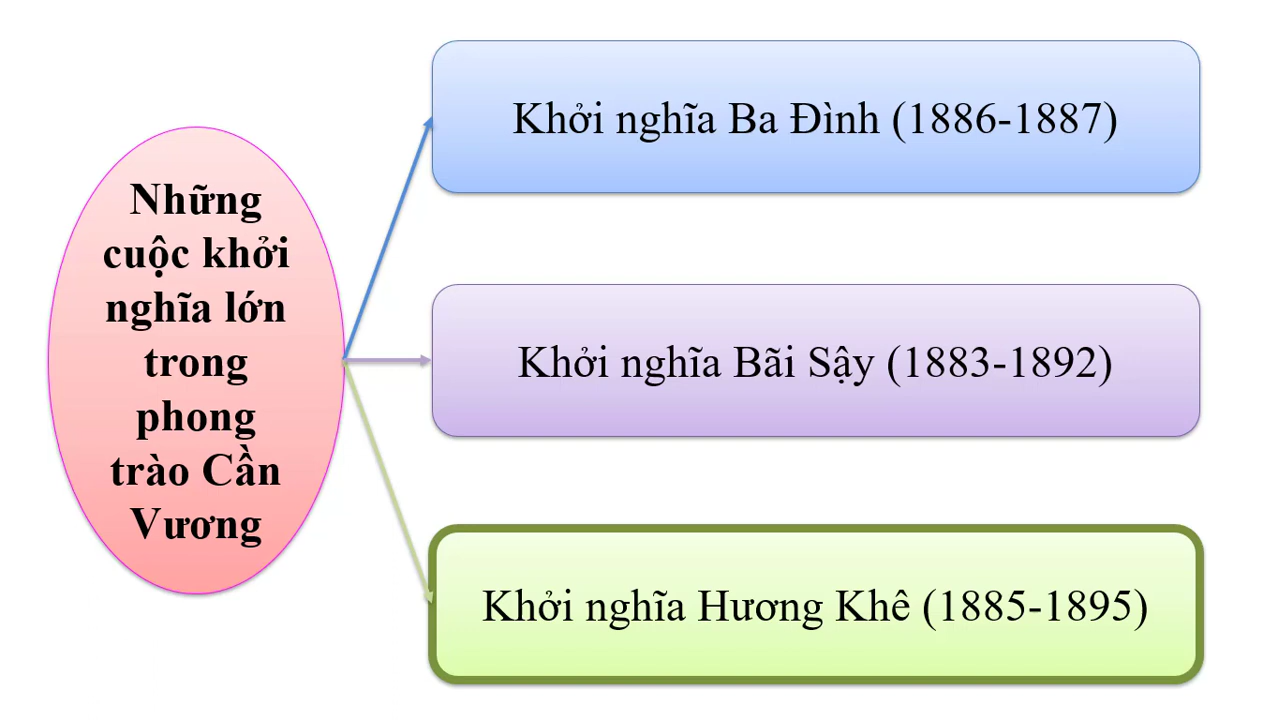 Những
cuộc khởi
nghĩa lớn
trong
phong
trào Cần
Vương
Khởi nghĩa Ba Đình (1886-1887)
Khởi nghĩa Bãi Sậy (1883-1892)
Khởi nghĩa Hương Khê (1885-1895)